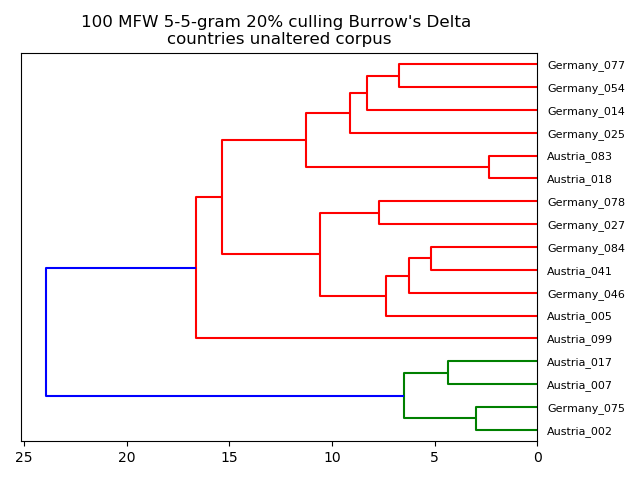 100 MFW 5-5-gram 20% culling Burrow's Delta
countries unaltered corpus
Germany_077
Germany_054
Germany_014
Germany_025
Austria_083
Austria_018
Germany_078
Germany_027
Germany_084
Austria_041
Germany_046
Austria_005
Austria_099
Austria_017
Austria_007
Germany_075
Austria_002
25 20 15 10 5 0